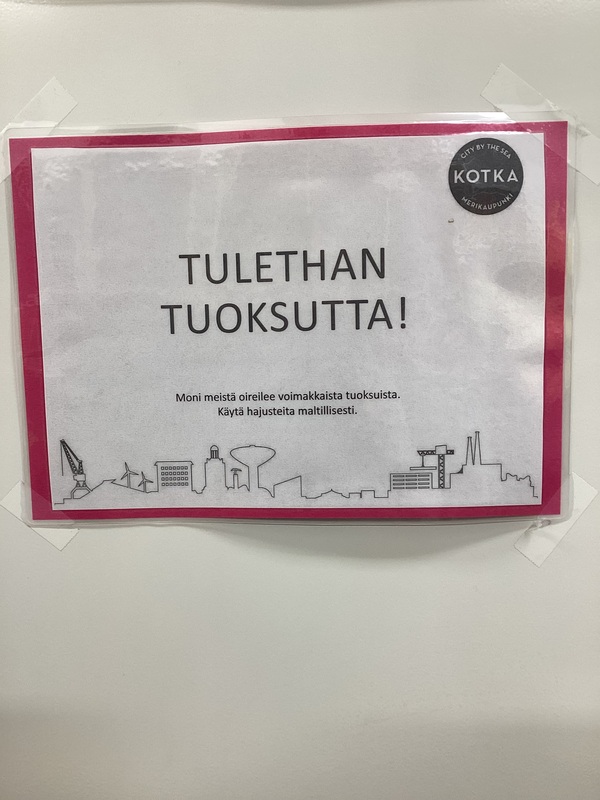 CITY BY THE SEA
KOTKA
MERIKAUPUNKI
TULETHAN
TUOKSUTTA!
Moni meistä oireilee voimakkaista tuoksuista.
Käytä hajusteita maltillisesti.